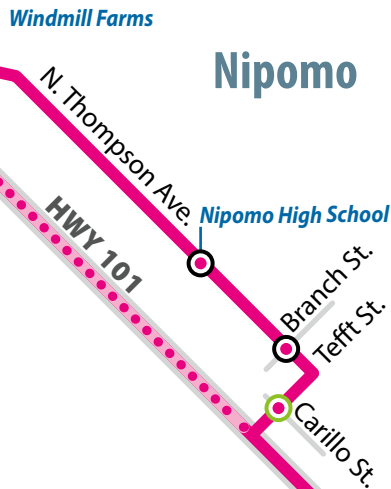 Windmill Farms
Nipomo
N. Thompson Ave.
HWY 101
Nipomo High School
Branch St.
Tefft St.
Carillo St.